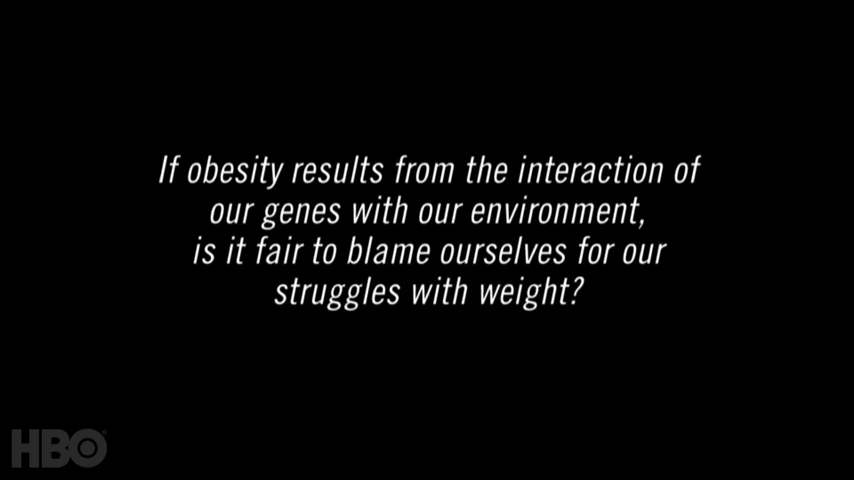 If obesity results from the interaction of
our genes with our environment,
is it fair to blame ourselves for our
struggles with weight?
HBO